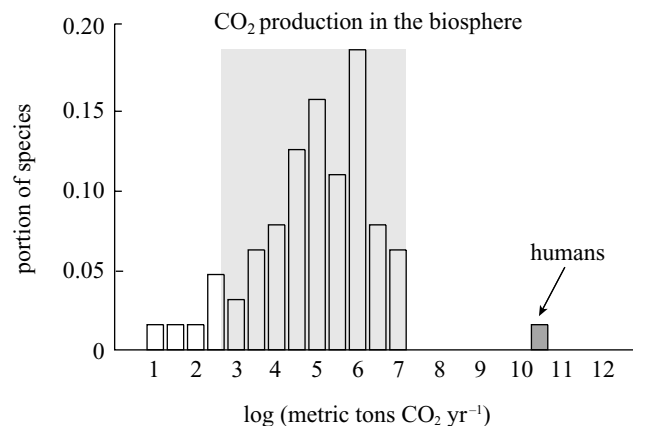 CO₂ production in the biosphere
0.20
0.15
0.10
0.05
0
portion of species
humans
1 2 3 4 5 6 7 8 9 10 11 12
log (metric tons CO₂ yr⁻¹)